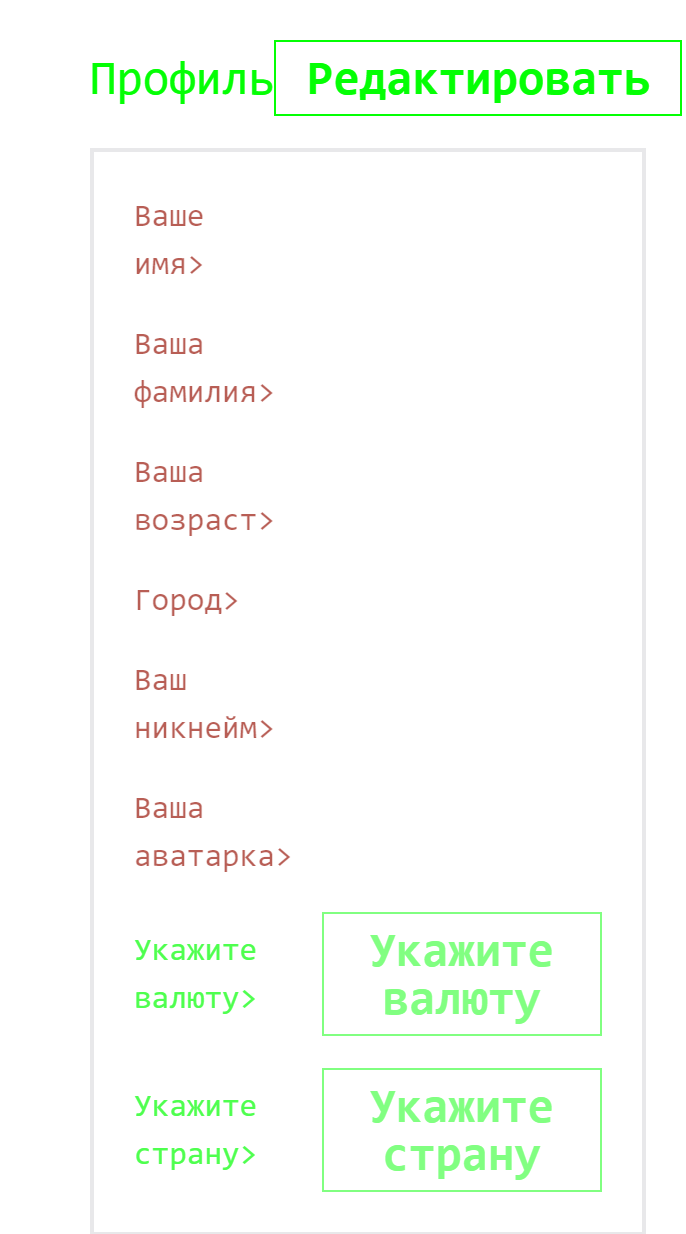 Профиль Редактировать
Ваше
имя>
Ваша
фамилия>
Ваша
возраст>
Город>
Ваш
никнейм>
Ваша
аватарка>
Укажите
валюту>
Укажите
валюту
Укажите
страну>
Укажите
страну